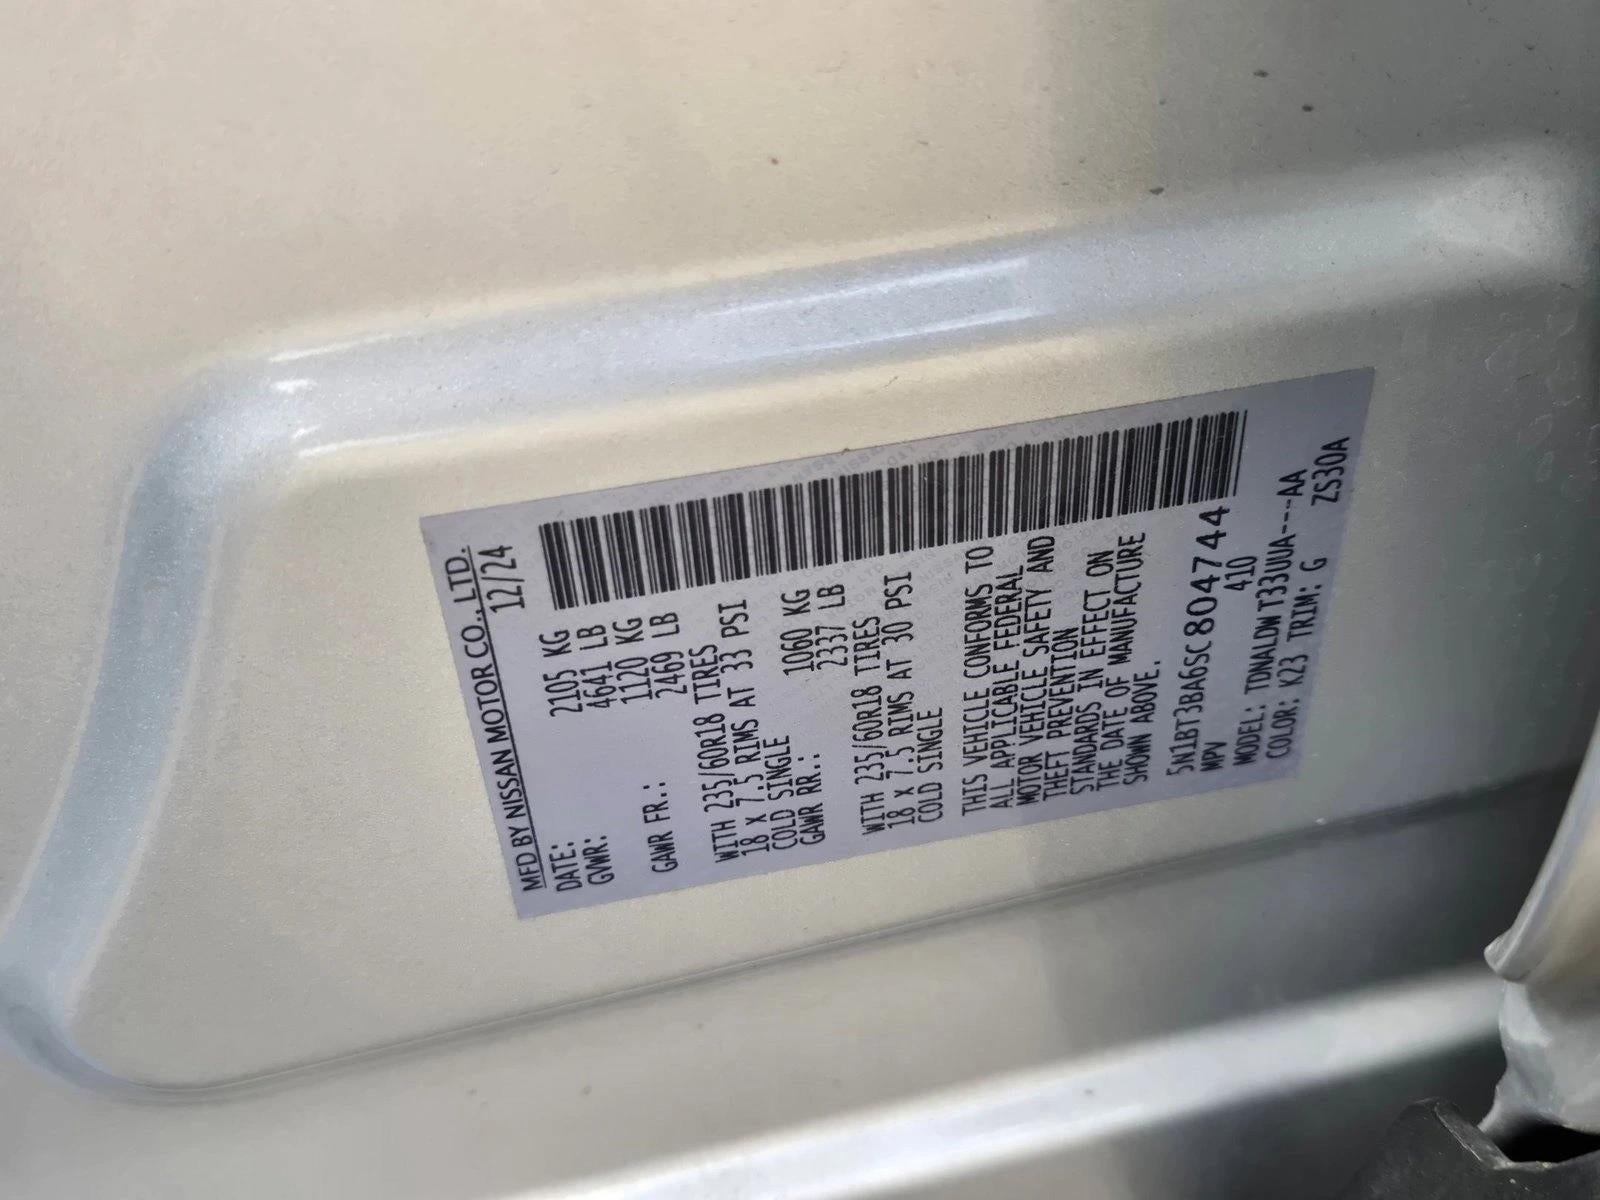 MFD BY NISSAN MOTOR CO., LTD.
DATE: 12/24
GVWR: 2105 KG
4641 LB
GAWR FR.: 1120 KG
2469 LB
WITH 235/60R18 TIRES
18 X 7.5 RIMS AT 33 PSI
COLD SINGLE
GAWR RR.: 1060 KG
2337 LB
WITH 235/60R18 TIRES
18 X 7.5 RIMS AT 30 PSI
COLD SINGLE
THIS VEHICLE CONFORMS TO
ALL APPLICABLE FEDERAL
MOTOR VEHICLE SAFETY AND
THEFT PREVENTION
STANDARDS IN EFFECT ON
THE DATE OF MANUFACTURE
SHOWN ABOVE.
5N1BT3BA6SC804744
MPV 410
MODEL: TDNALDWT33UUA---AA
COLOR: K23 TRIM: G ZS30A